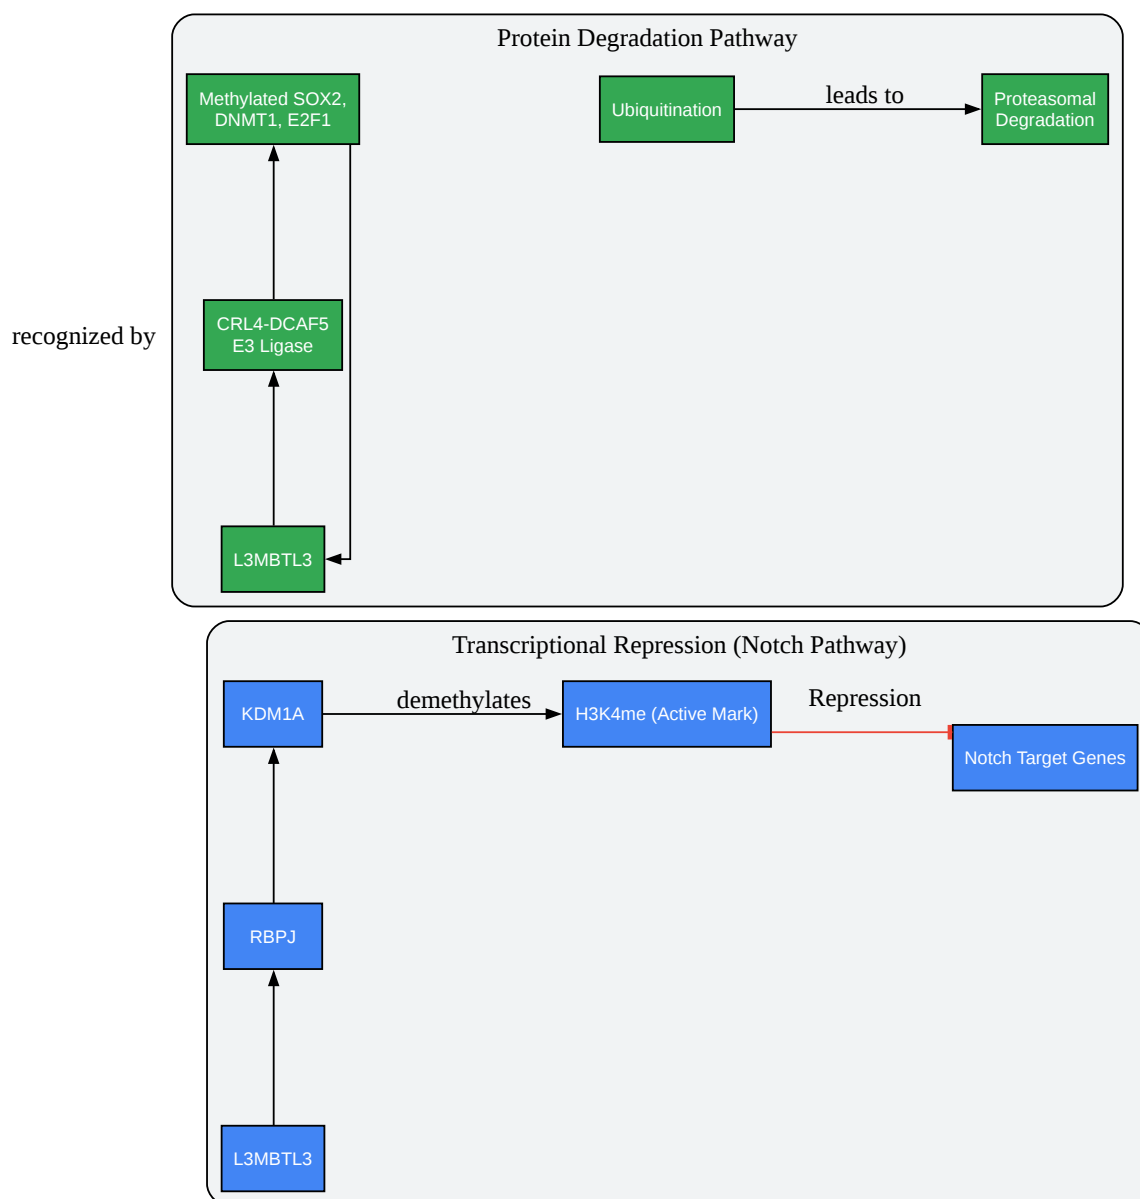 Protein Degradation Pathway
Methylated SOX2,
DNMT1, E2F1
Ubiquitination
leads to
Proteasomal
Degradation
recognized by
CRL4-DCAF5
E3 Ligase
L3MBTL3
Transcriptional Repression (Notch Pathway)
KDM1A
demethylates
H3K4me (Active Mark)
Repression
Notch Target Genes
RBPJ
L3MBTL3